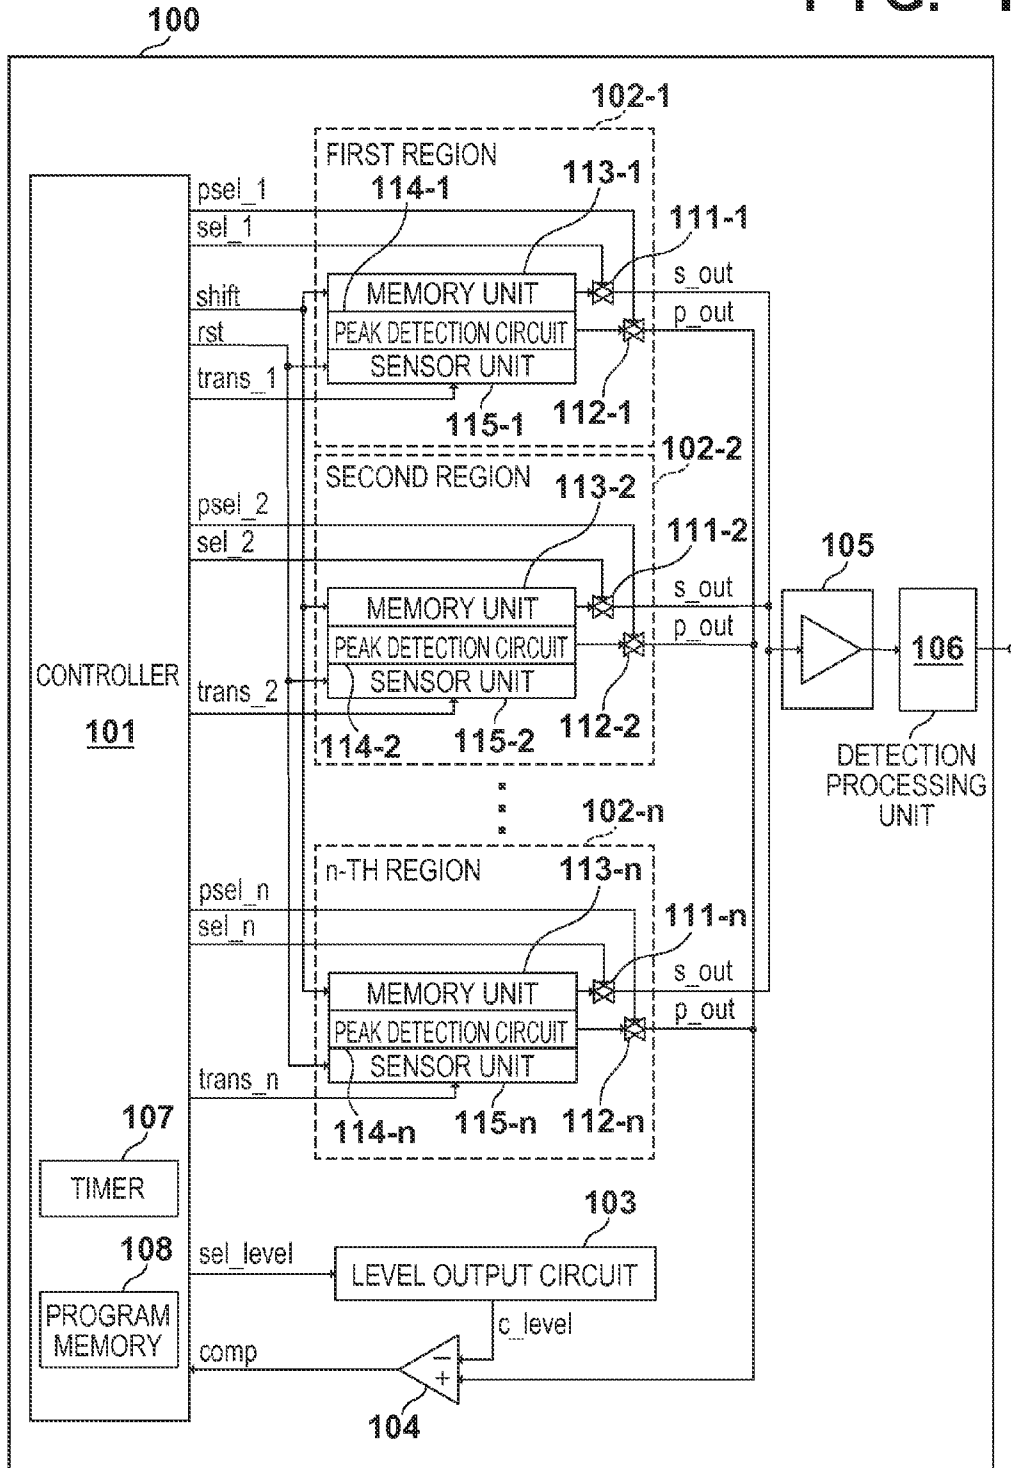 100
102-1
FIRST REGION
114-1
113-1
psel_1
111-1
sel_1
s_out
shift
MEMORY UNIT
p_out
rst
PEAK DETECTION CIRCUIT
SENSOR UNIT
trans_1
112-1
115-1
102-2
SECOND REGION
113-2
psel_2
111-2
sel_2
105
s_out
MEMORY UNIT
p_out
PEAK DETECTION CIRCUIT
106
CONTROLLER
SENSOR UNIT
trans_2
101
112-2
114-2
115-2
DETECTION
PROCESSING
UNIT
102-n
n-TH REGION
113-n
psel_n
111-n
sel_n
s_out
MEMORY UNIT
p_out
PEAK DETECTION CIRCUIT
SENSOR UNIT
trans_n
107
112-n
114-n
115-n
TIMER
103
108
sel_level
LEVEL OUTPUT CIRCUIT
PROGRAM
MEMORY
c_level
comp
−
+
104